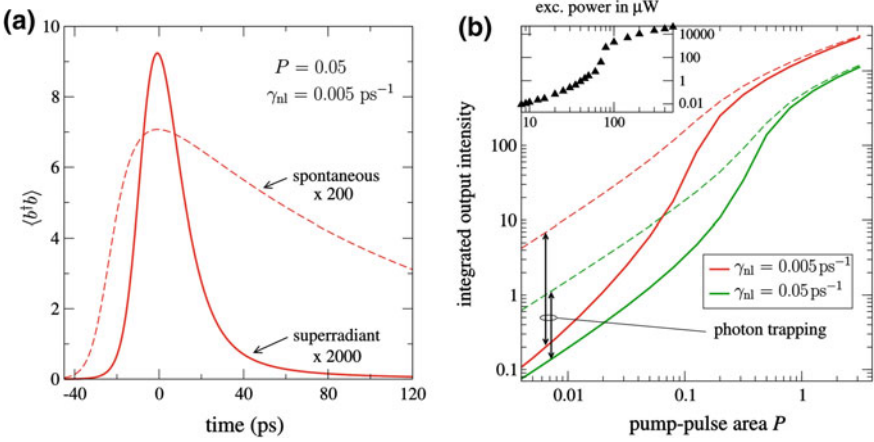 (a)
10
8
6
4
2
0
⟨b†b⟩
P = 0.05
γnl = 0.005 ps⁻¹
spontaneous
x 200
superradiant
x 2000
-40 0 40 80 120
time (ps)
(b)
exc. power in μW
10000
100
1
0.01
10 100
integrated output intensity
100
10
1
0.1
γnl = 0.005 ps⁻¹
γnl = 0.05 ps⁻¹
photon trapping
0.01 0.1 1
pump-pulse area P